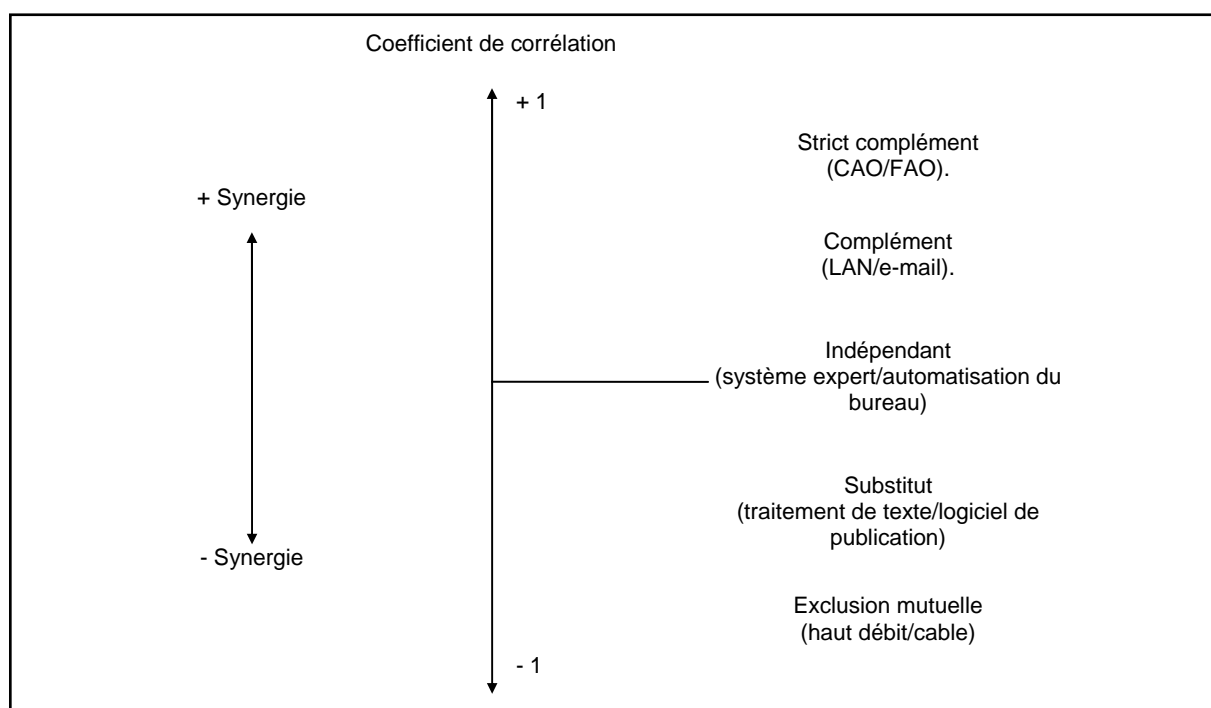 Coefficient de corrélation
+ 1
Strict complément
(CAO/FAO).
+ Synergie
Complément
(LAN/e-mail).
Indépendant
(système expert/automatisation du
bureau)
Substitut
(traitement de texte/logiciel de
publication)
- Synergie
Exclusion mutuelle
(haut débit/cable)
- 1